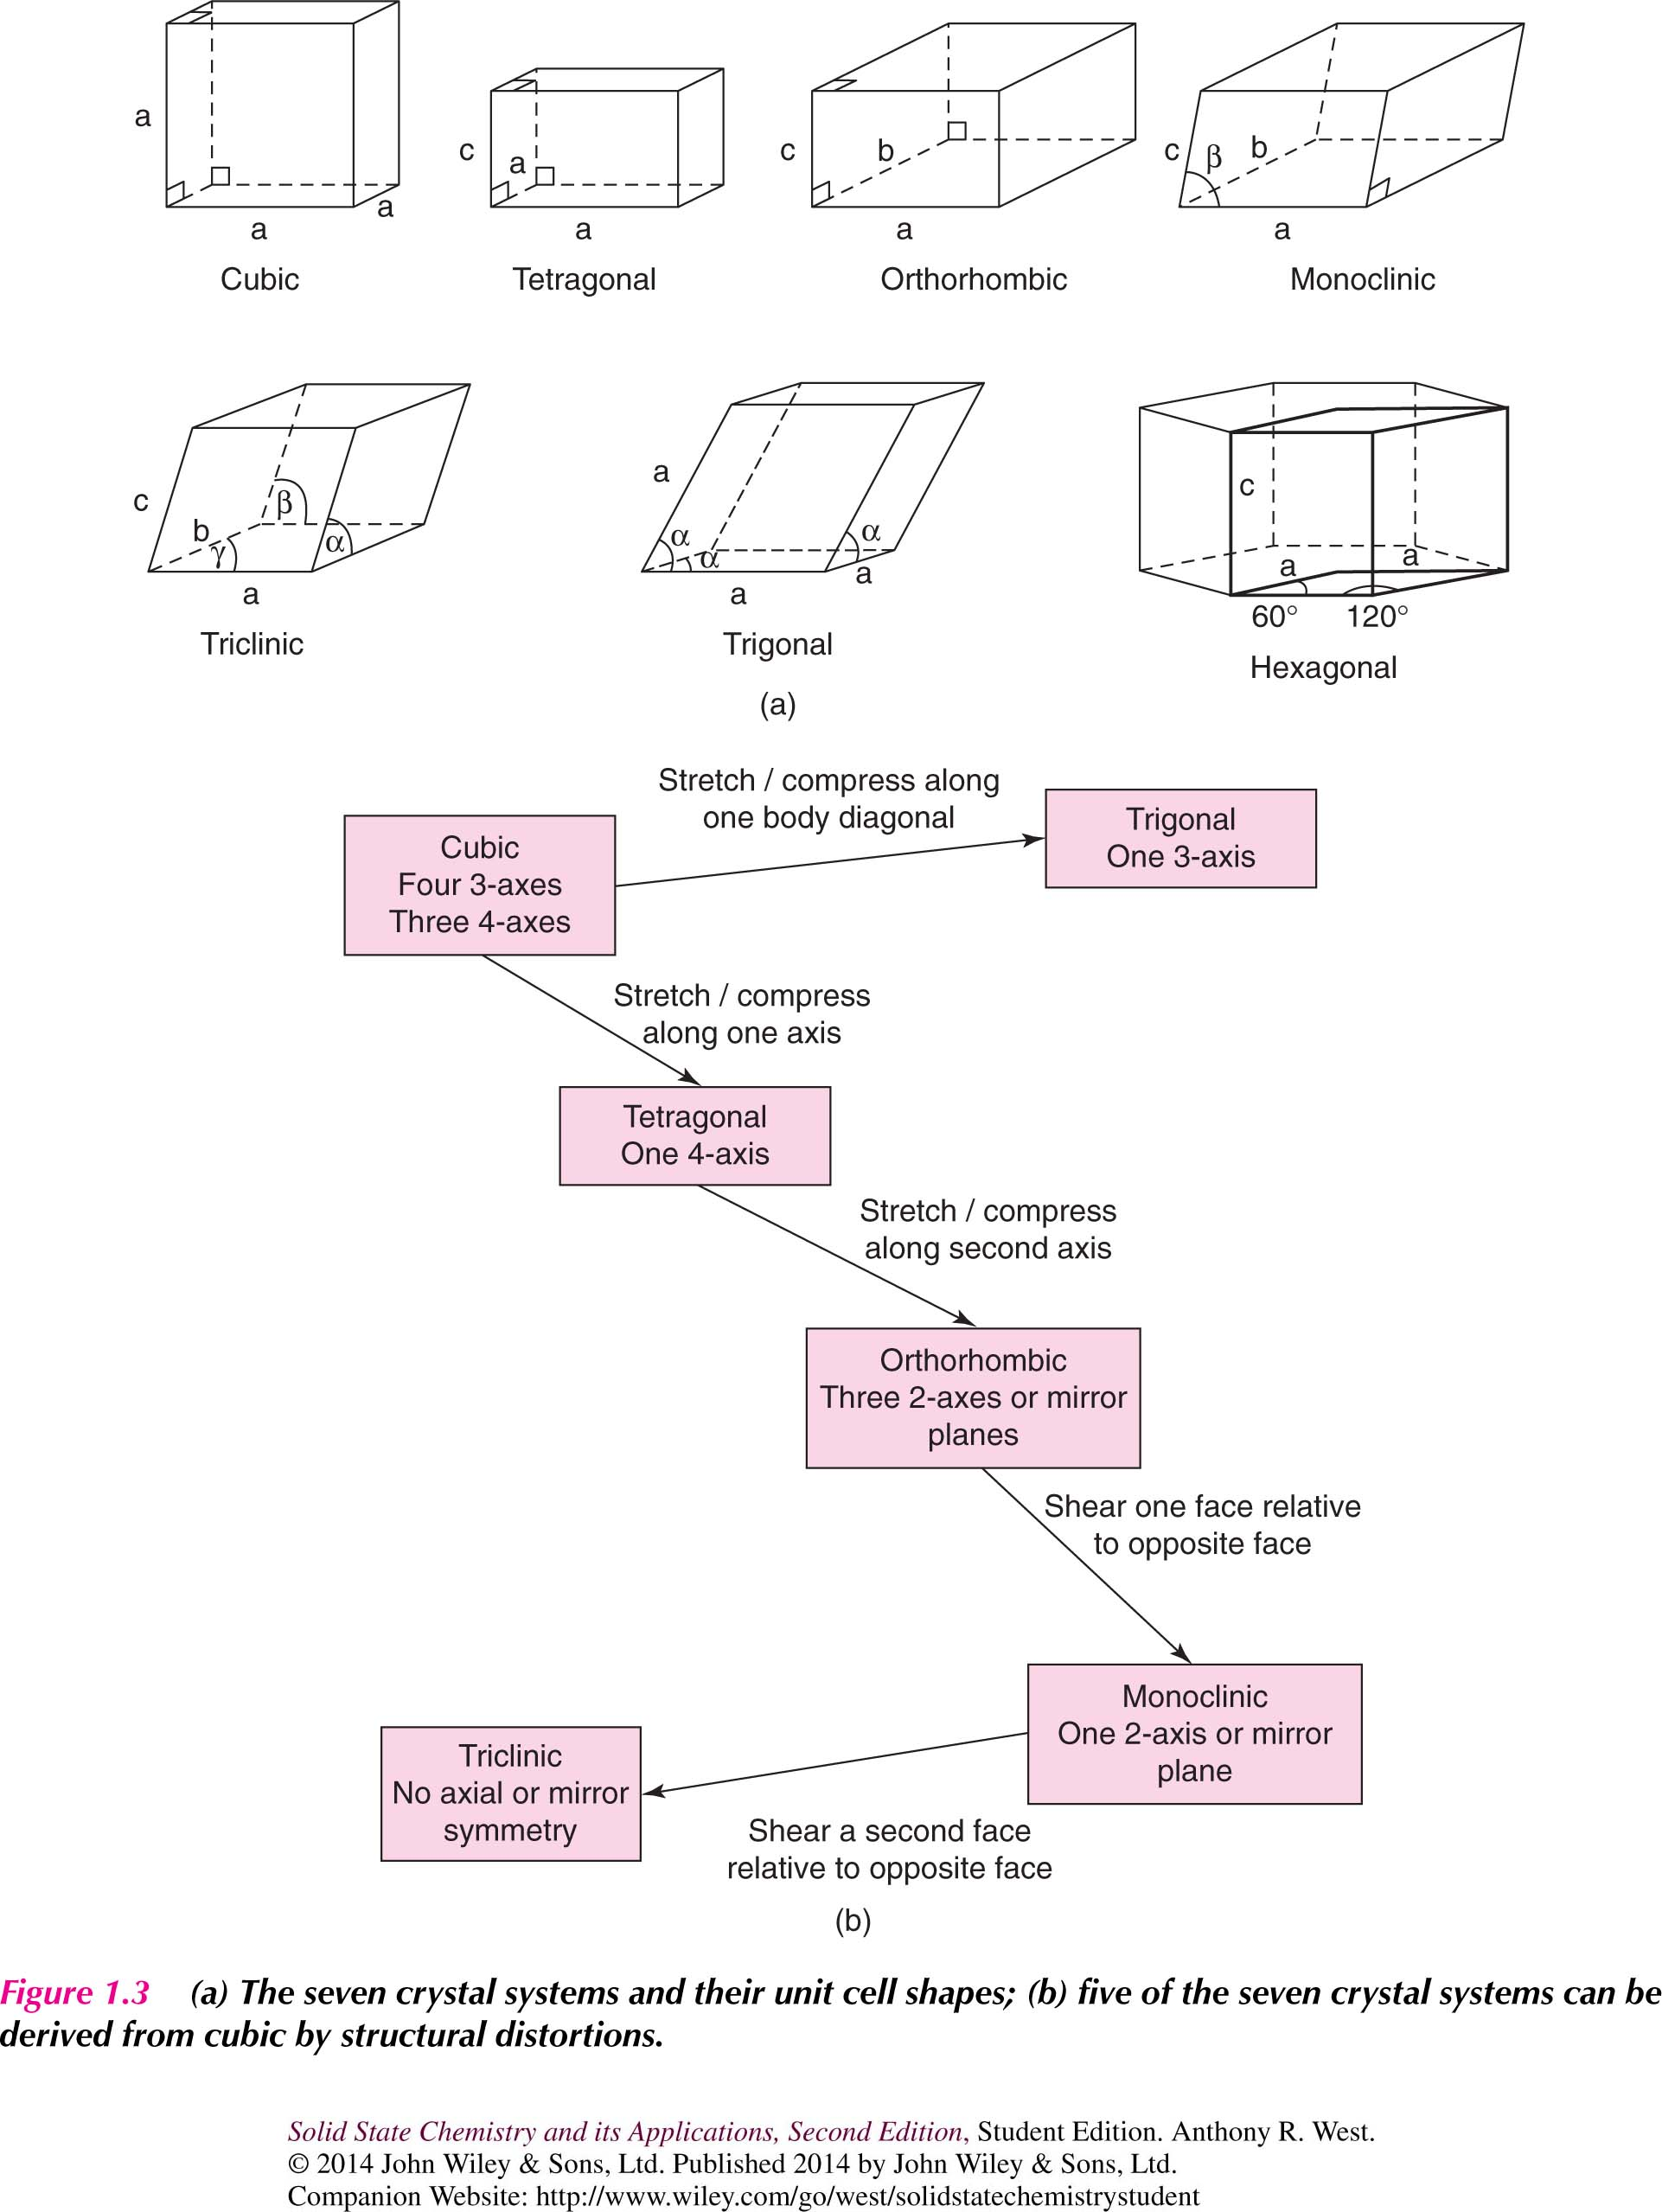 a
a
a
Cubic
c
a
a
Tetragonal
c
b
a
Orthorhombic
c
β
b
a
Monoclinic
c
b
γ
β
α
a
Triclinic
a
α
α
α
a
a
Trigonal
c
a
a
60°
120°
Hexagonal
(a)
Stretch / compress along
one body diagonal
Cubic
Four 3-axes
Three 4-axes
Trigonal
One 3-axis
Stretch / compress
along one axis
Tetragonal
One 4-axis
Stretch / compress
along second axis
Orthorhombic
Three 2-axes or mirror
planes
Shear one face relative
to opposite face
Monoclinic
One 2-axis or mirror
plane
Triclinic
No axial or mirror
symmetry
Shear a second face
relative to opposite face
(b)
Figure 1.3 (a) The seven crystal systems and their unit cell shapes; (b) five of the seven crystal systems can be
derived from cubic by structural distortions.
Solid State Chemistry and its Applications, Second Edition, Student Edition. Anthony R. West.
© 2014 John Wiley & Sons, Ltd. Published 2014 by John Wiley & Sons, Ltd.
Companion Website: http://www.wiley.com/go/west/solidstatechemistrystudent